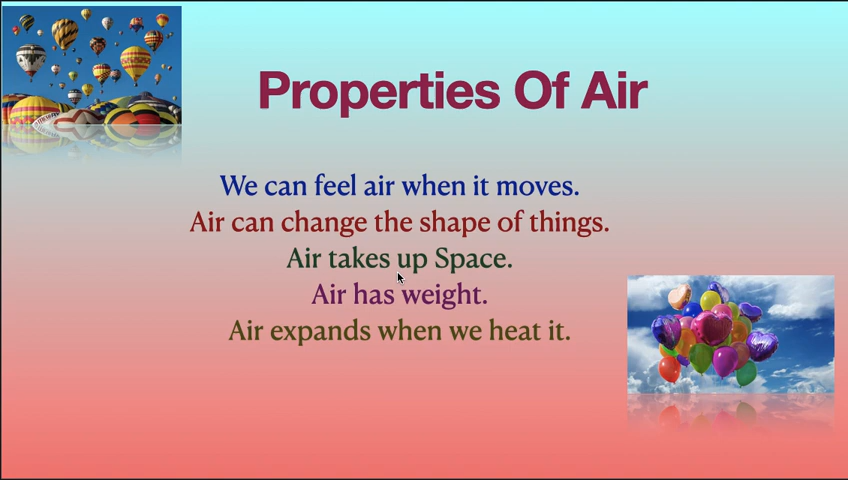 Properties Of Air
We can feel air when it moves.
Air can change the shape of things.
Air takes up Space.
Air has weight.
Air expands when we heat it.